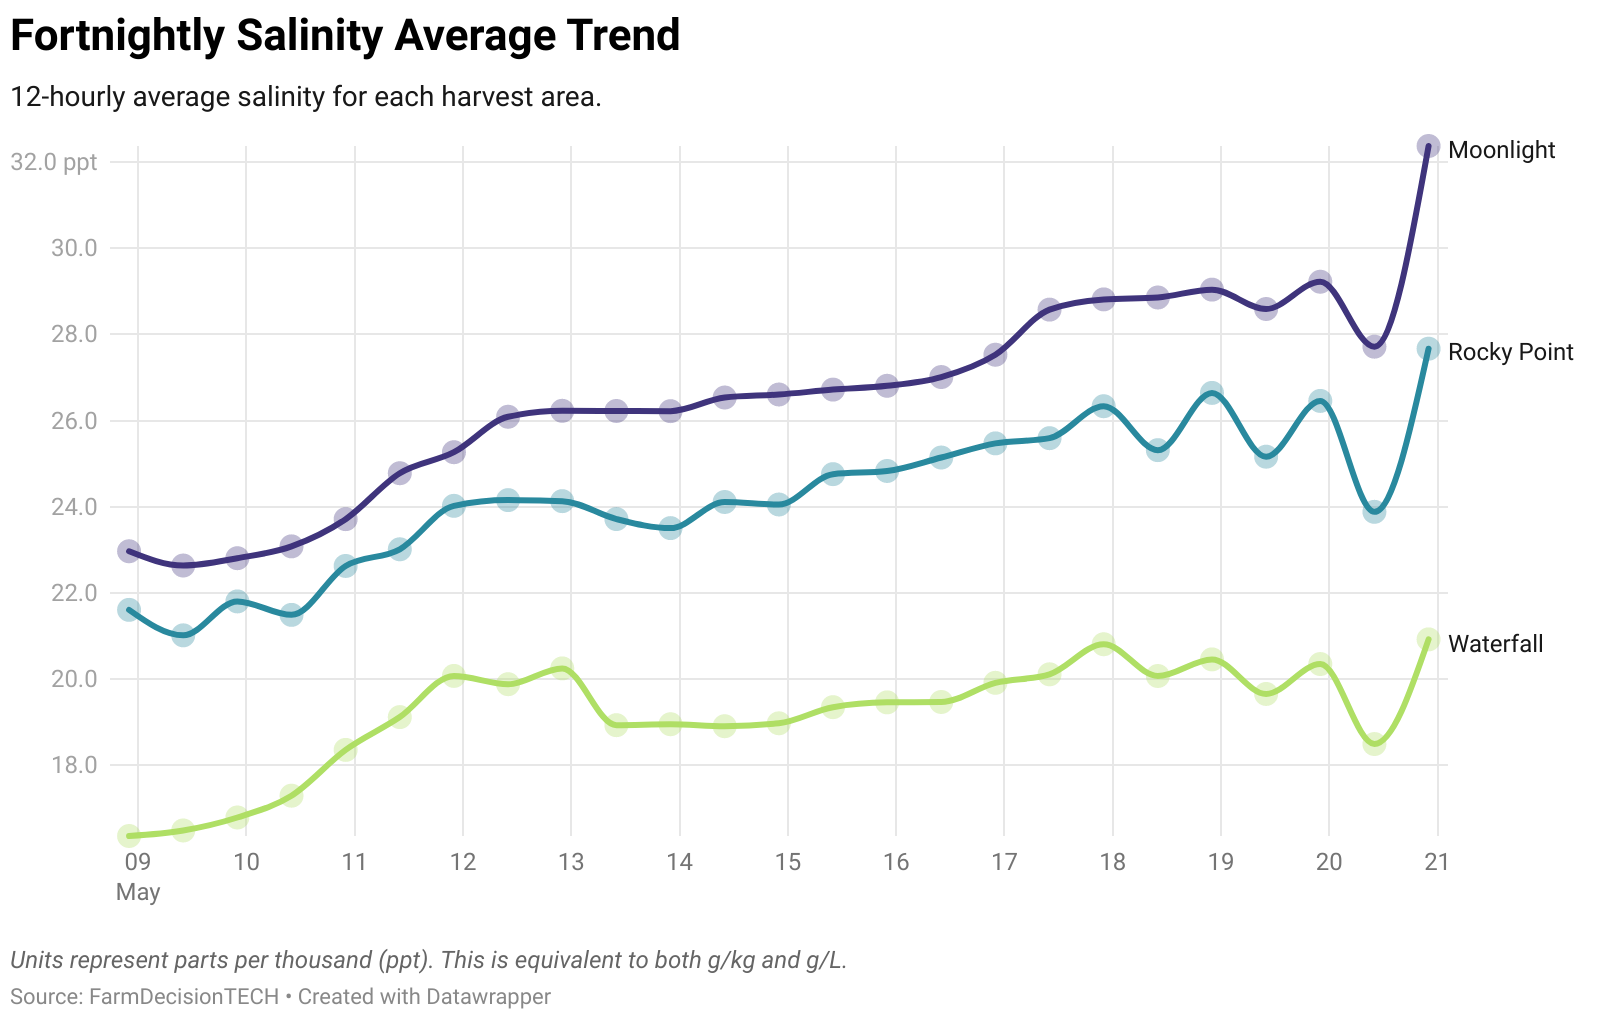 Fortnightly Salinity Average Trend
12-hourly average salinity for each harvest area.
32.0 ppt
30.0
28.0
26.0
24.0
22.0
20.0
18.0
Moonlight
Rocky Point
Waterfall
09 10 11 12 13 14 15 16 17 18 19 20 21
May
Units represent parts per thousand (ppt). This is equivalent to both g/kg and g/L.
Source: FarmDecisionTECH • Created with Datawrapper